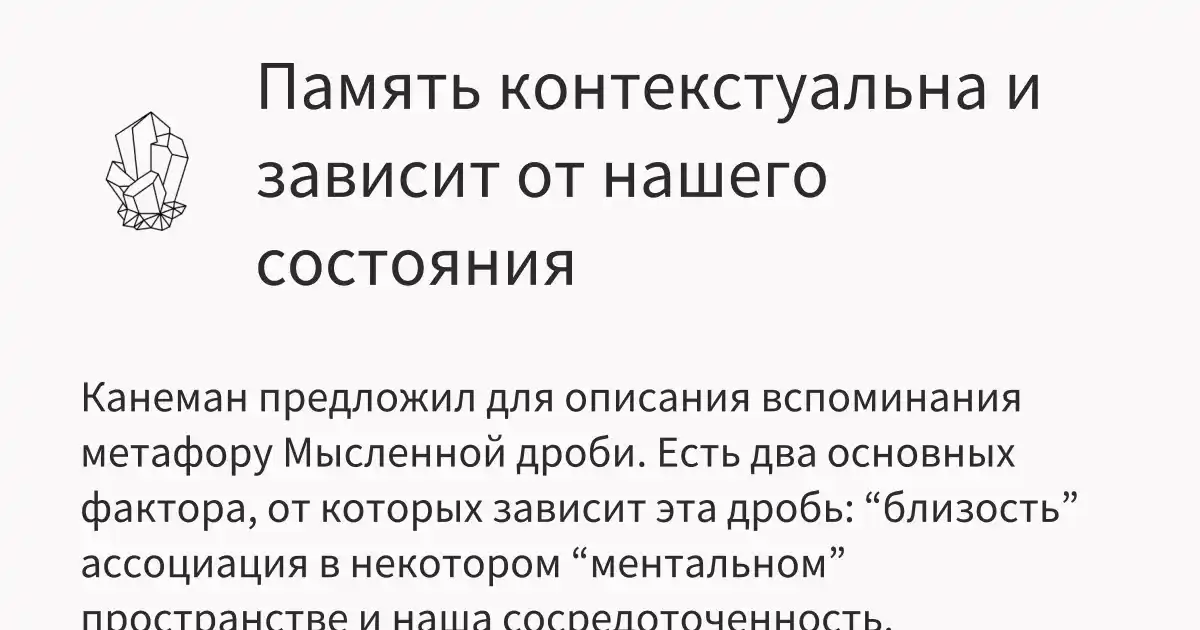 Память контекстуальна и
зависит от нашего
состояния
Канеман предложил для описания вспоминания
метафору Мысленной дроби. Есть два основных
фактора, от которых зависит эта дробь: “близость”
ассоциация в некотором “ментальном”
пространстве и наша сосредоточенность.